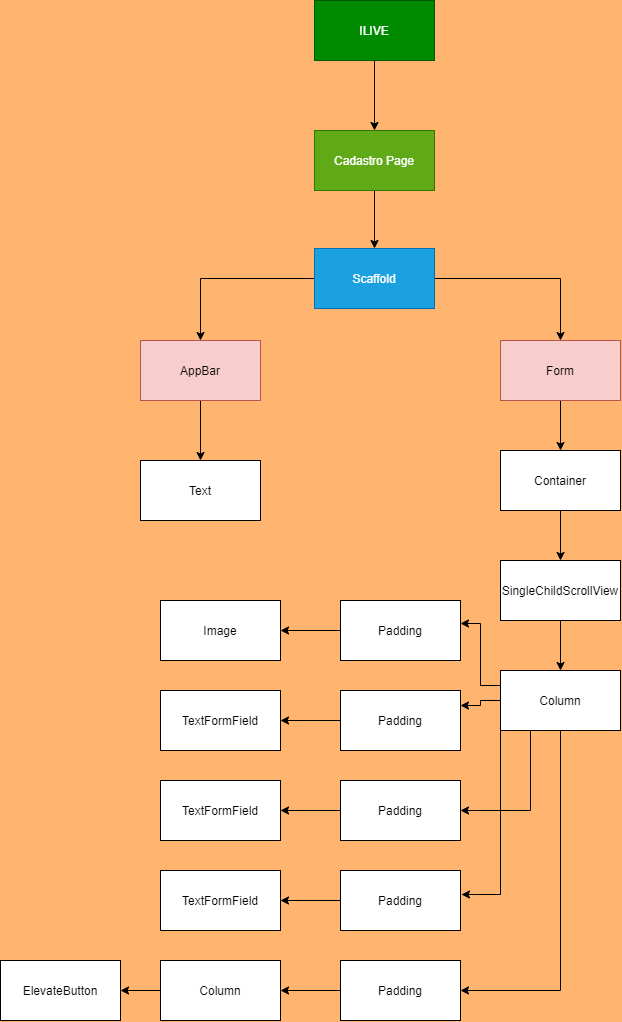 ILIVE
Cadastro Page
Scaffold
AppBar
Form
Text
Container
SingleChildScrollView
Image
Padding
Column
TextFormField
Padding
TextFormField
Padding
TextFormField
Padding
ElevateButton
Column
Padding